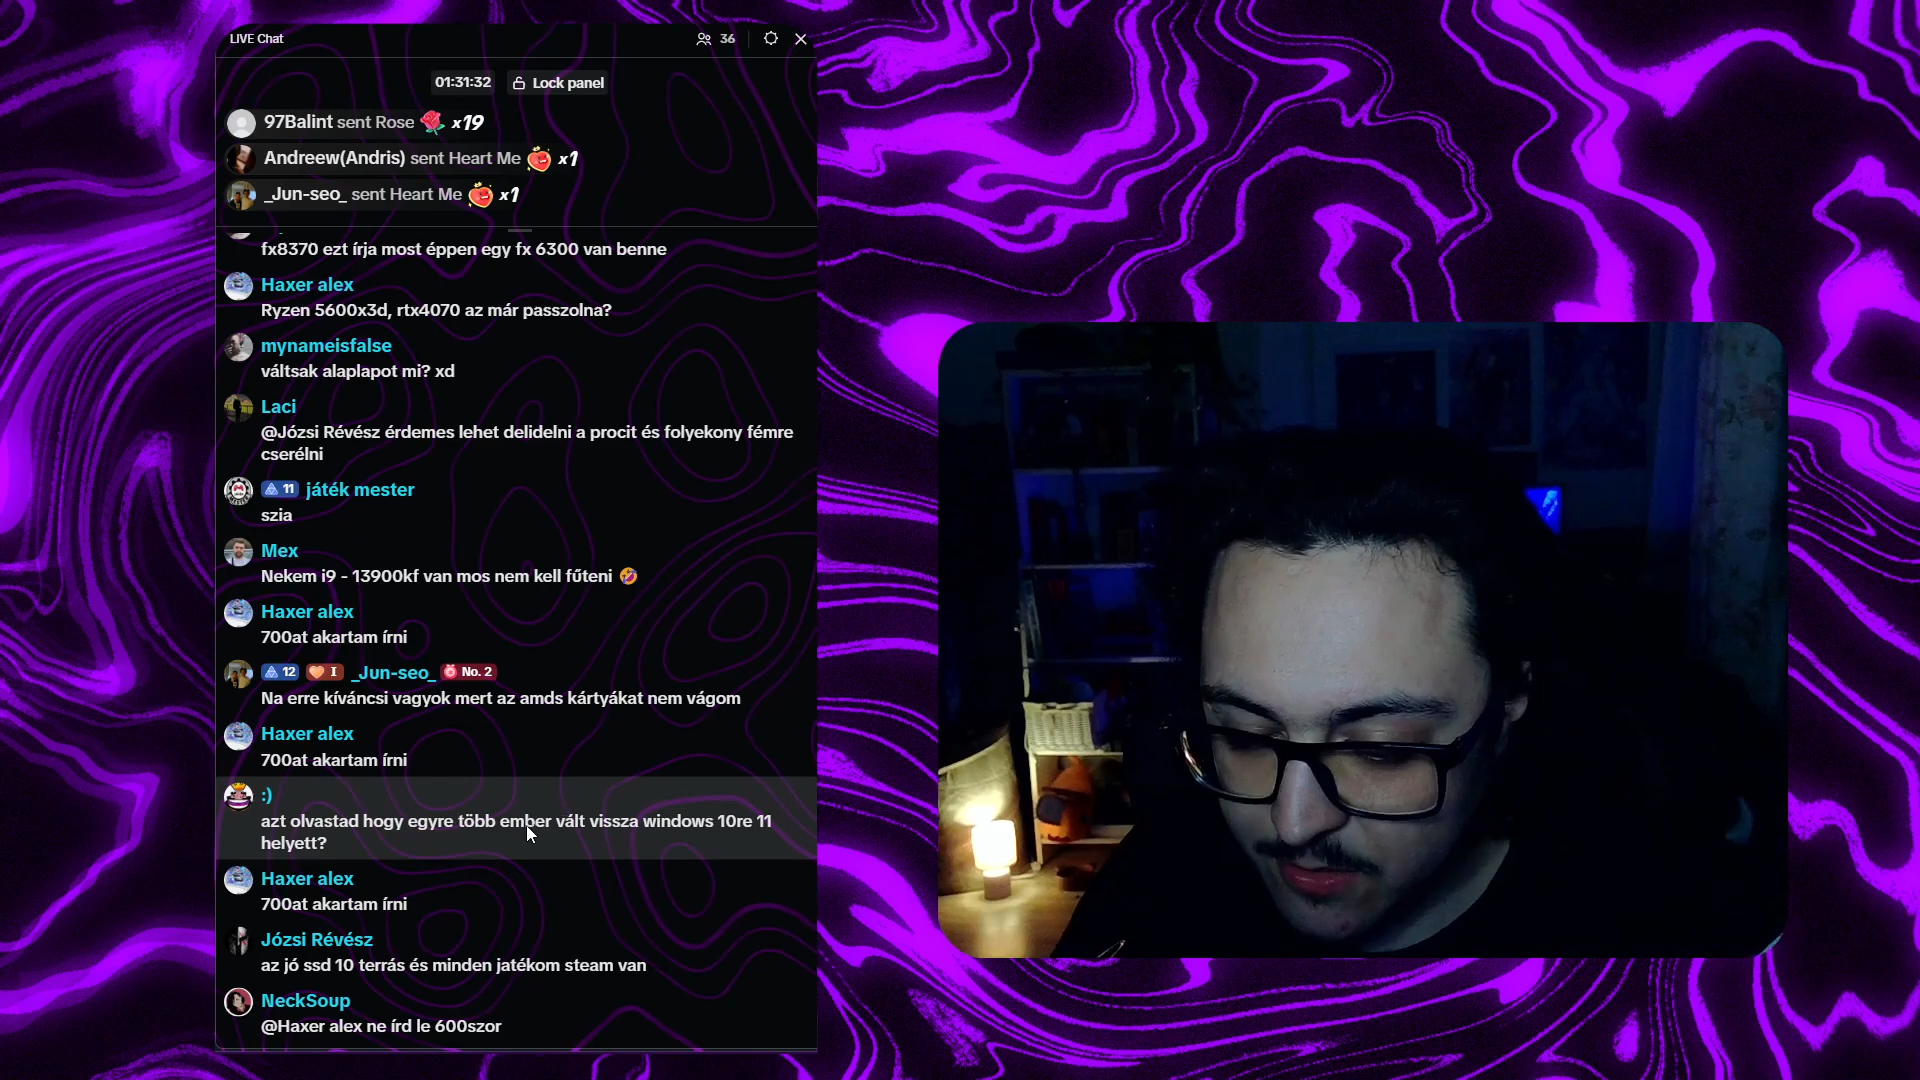 LIVE Chat
36
01:31:32
Lock panel
97Balint sent Rose x19
Andreew(Andris) sent Heart Me x1
_Jun-seo_ sent Heart Me x1
fx8370 ezt írja most éppen egy fx 6300 van benne
Haxer alex
Ryzen 5600x3d, rtx4070 az már passzolna?
mynameisfalse
váltsak alaplapot mi? xd
Laci
@Józsi Révész érdemes lehet delidelni a procit és folyekony fémre
cserélni
11 játék mester
szia
Mex
Nekem i9 - 13900kf van mos nem kell fűteni 🤣
Haxer alex
700at akartam írni
12 I _Jun-seo_ No. 2
Na erre kíváncsi vagyok mert az amds kártyákat nem vágom
Haxer alex
700at akartam írni
:)
azt olvastad hogy egyre több ember vált vissza windows 10re 11
helyett?
Haxer alex
700at akartam írni
Józsi Révész
az jó ssd 10 terrás és minden jatékom steam van
NeckSoup
@Haxer alex ne írd le 600szor